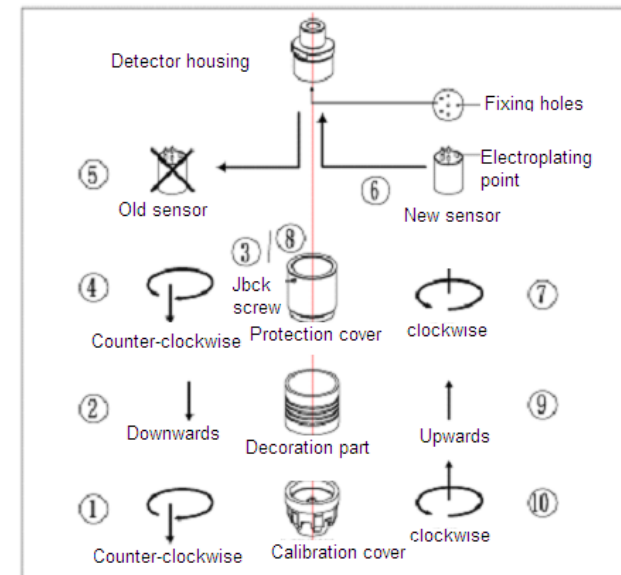 Detector housing
Fixing holes
Electroplating
point
⑤
Old sensor
⑥
New sensor
③ / ⑧
Jbck
screw
④
Counter-clockwise
Protection cover
clockwise
⑦
②
Downwards
Decoration part
Upwards
⑨
①
Counter-clockwise
Calibration cover
clockwise
⑩